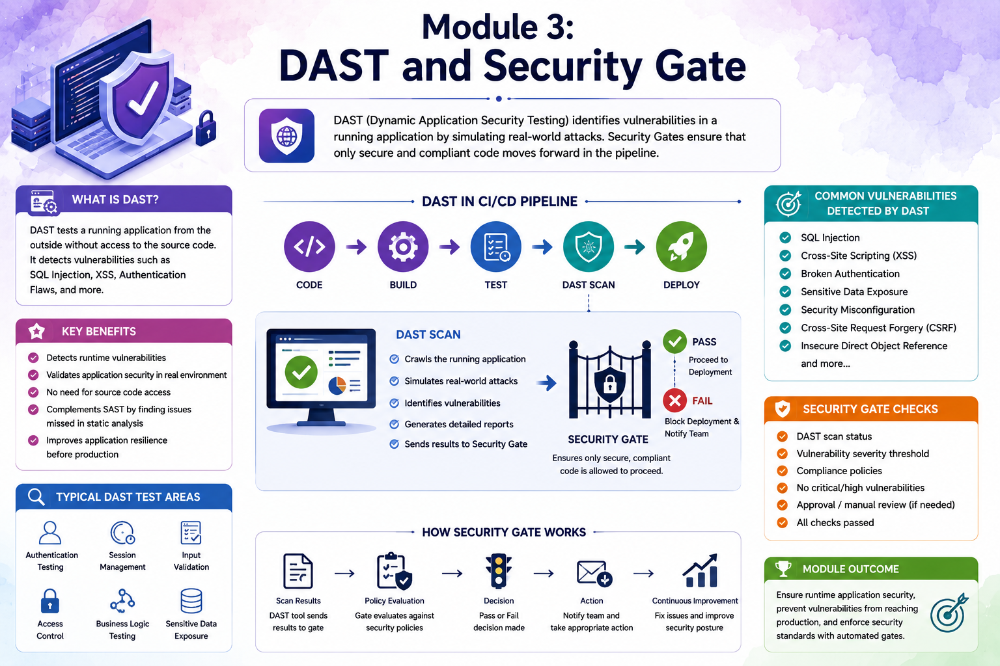 Module 3:
DAST and Security Gate
DAST (Dynamic Application Security Testing) identifies vulnerabilities in a
running application by simulating real-world attacks. Security Gates ensure that
only secure and compliant code moves forward in the pipeline.
WHAT IS DAST?
DAST tests a running application from the
outside without access to the source code.
It detects vulnerabilities such as
SQL Injection, XSS, Authentication
Flaws, and more.
KEY BENEFITS
Detects runtime vulnerabilities
Validates application security in real environment
No need for source code access
Complements SAST by finding issues
missed in static analysis
Improves application resilience
before production
TYPICAL DAST TEST AREAS
Authentication
Testing
Session
Management
Input
Validation
Access
Control
Business Logic
Testing
Sensitive Data
Exposure
DAST IN CI/CD PIPELINE
CODE
BUILD
TEST
DAST SCAN
DEPLOY
DAST SCAN
Crawls the running application
Simulates real-world attacks
Identifies vulnerabilities
Generates detailed reports
Sends results to Security Gate
SECURITY GATE
Ensures only secure, compliant
code is allowed to proceed.
PASS
Proceed to
Deployment
FAIL
Block Deployment &
Notify Team
HOW SECURITY GATE WORKS
Scan Results
DAST tool sends
results to gate
Policy Evaluation
Gate evaluates against
security policies
Decision
Pass or Fail
decision made
Action
Notify team and
take appropriate action
Continuous Improvement
Fix issues and improve
security posture
COMMON VULNERABILITIES
DETECTED BY DAST
SQL Injection
Cross-Site Scripting (XSS)
Broken Authentication
Sensitive Data Exposure
Security Misconfiguration
Cross-Site Request Forgery (CSRF)
Insecure Direct Object Reference
and more...
SECURITY GATE CHECKS
DAST scan status
Vulnerability severity threshold
Compliance policies
No critical/high vulnerabilities
Approval / manual review (if needed)
All checks passed
MODULE OUTCOME
Ensure runtime application security,
prevent vulnerabilities from reaching
production, and enforce security
standards with automated gates.